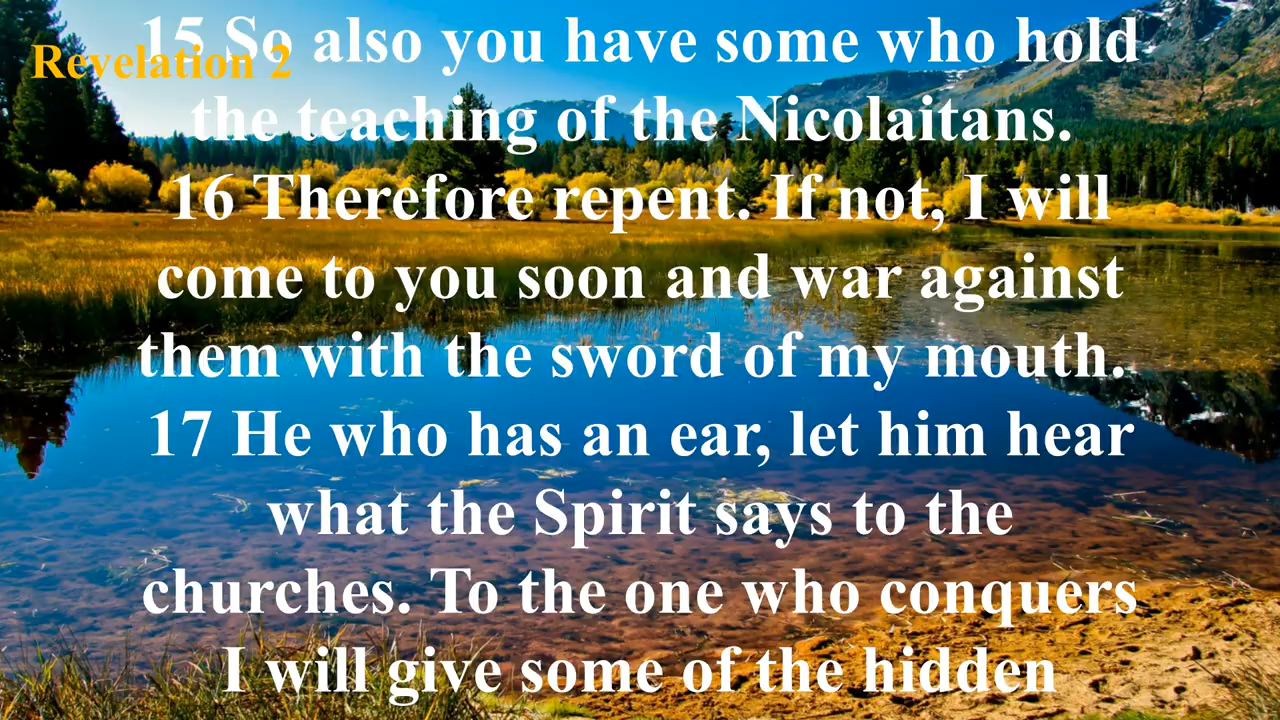 Revelation 2
15 So also you have some who hold
the teaching of the Nicolaitans.
16 Therefore repent. If not, I will
come to you soon and war against
them with the sword of my mouth.
17 He who has an ear, let him hear
what the Spirit says to the
churches. To the one who conquers
I will give some of the hidden